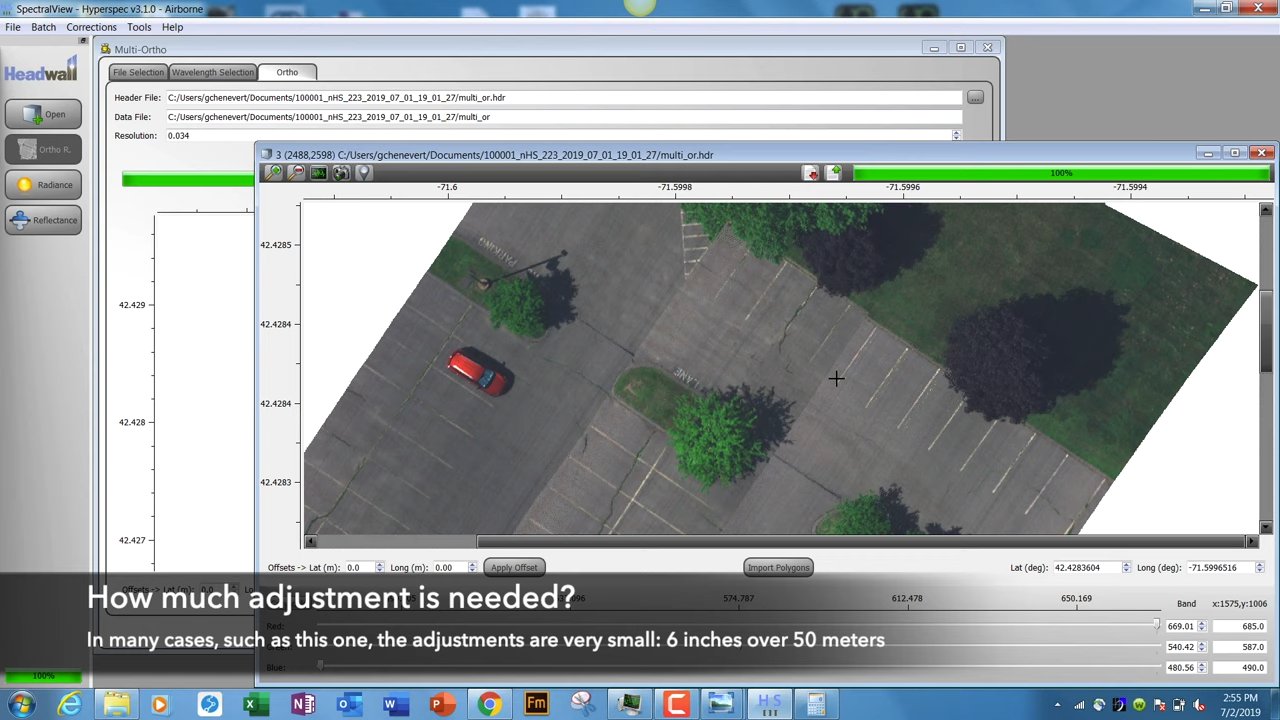 SpectralView - Hyperspec v3.1.0 - Airborne
File Batch Corrections Tools Help
Headwall
Open
Ortho R.
Radiance
Reflectance
100%
Multi-Ortho
File Selection Wavelength Selection Ortho
Header File: C:/Users/gchenevert/Documents/100001_nHS_223_2019_07_01_19_01_27/multi_or.hdr ...
Data File: C:/Users/gchenevert/Documents/100001_nHS_223_2019_07_01_19_01_27/multi_or
Resolution: 0.034
42.429
42.428
42.427
3 (2488,2598) C:/Users/gchenevert/Documents/100001_nHS_223_2019_07_01_19_01_27/multi_or.hdr
100%
-71.6 -71.5998 -71.5996 -71.5994
42.4285
42.4284
42.4284
42.4283
PARKING
LANE
Offsets -> Lat (m): 0.0 Long (m): 0.00 Apply Offset Import Polygons Lat (deg): 42.4283604 Long (deg): -71.5996516
Offsets -> Lat (m):
574.787 612.478 650.169 Band x:1575,y:1006
Red: 669.01 685.0
540.42 587.0
Blue: 480.56 490.0
How much adjustment is needed?
In many cases, such as this one, the adjustments are very small: 6 inches over 50 meters
2:55 PM
7/2/2019